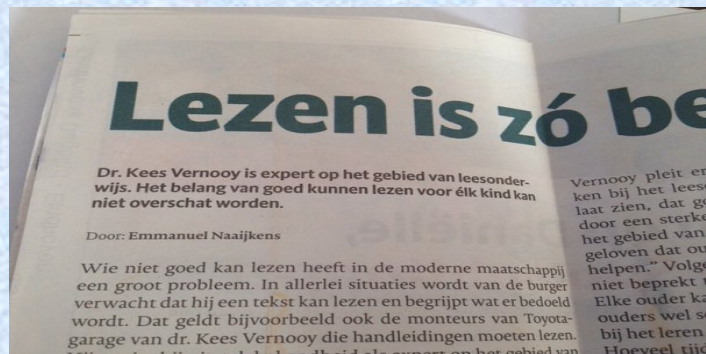 Lezen is zó be
Dr. Kees Vernooy is expert op het gebied van leesonder-
wijs. Het belang van goed kunnen lezen voor élk kind kan
niet overschat worden.
Door: Emmanuel Naaijkens
Wie niet goed kan lezen heeft in de moderne maatschappij
een groot probleem. In allerlei situaties wordt van de burger
verwacht dat hij een tekst kan lezen en begrijpt wat er bedoeld
wordt. Dat geldt bijvoorbeeld ook de monteurs van Toyota-
garage van dr. Kees Vernooy die handleidingen moeten lezen.
Vernooy pleit er
ken bij het lees
laat zien, dat g
door een sterke
het gebied van
geloven dat ou
helpen." Volg
niet beprekt
Elke ouder ka
ouders wel s
bij het leren
Hoeveel tijd